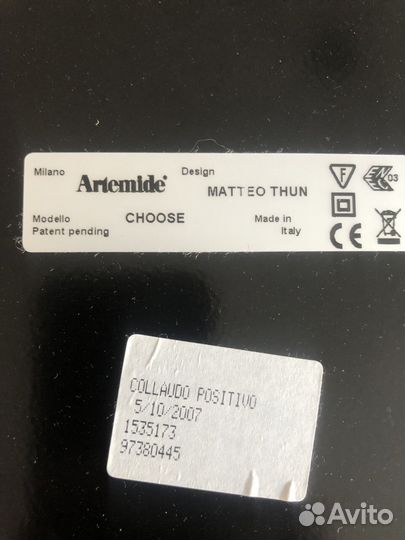 Milano Artemide® Design MATTEO THUN
Modello CHOOSE Made in Italy
Patent pending
F
03
CE
COLLAUDO POSITIVO
5/10/2007
1535173
97380445
Avito